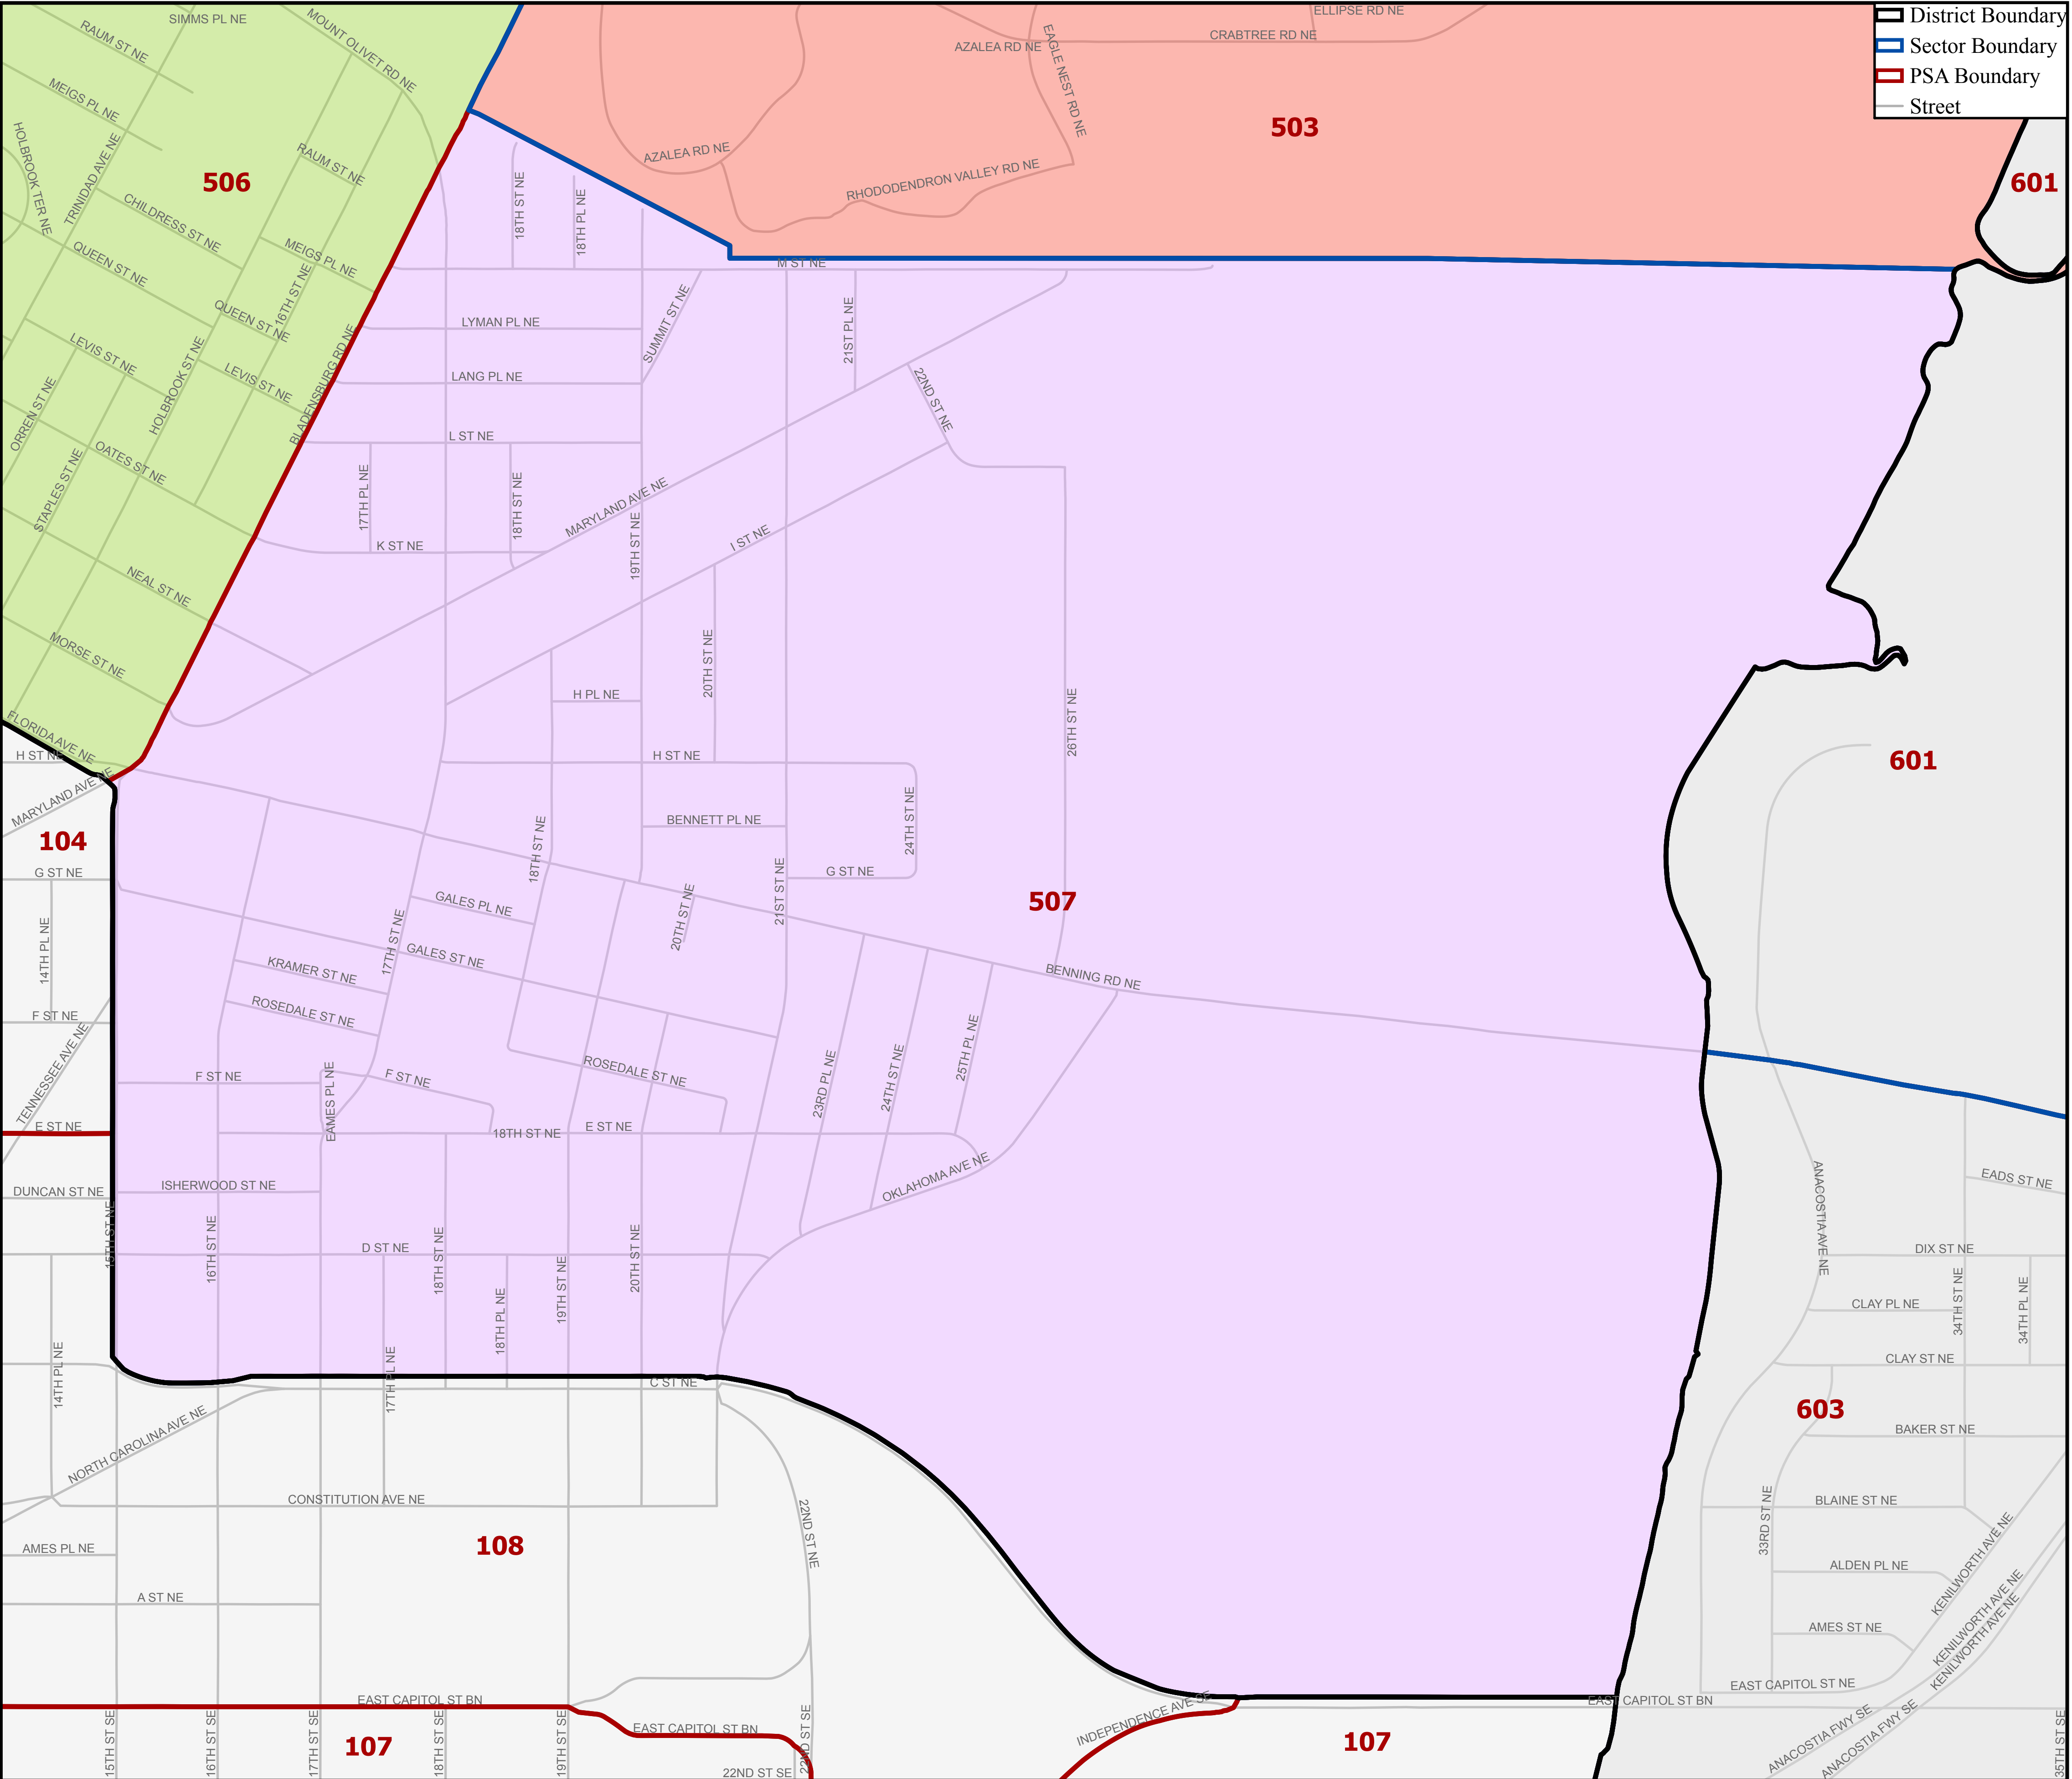 District Boundary
Sector Boundary
PSA Boundary
Street
SIMMS PL NE
RAUM ST NE
MOUNT OLIVET RD NE
MEIGS PL NE
HOLBROOK TER NE
TRINIDAD AVE NE
506
RAUM ST NE
CHILDRESS ST NE
QUEEN ST NE
MEIGS PL NE
16TH ST NE
QUEEN ST NE
LEVIS ST NE
HOLBROOK ST NE
LEVIS ST NE
BLADENSBURG RD NE
ORREN ST NE
OATES ST NE
STAPLES ST NE
NEAL ST NE
MORSE ST NE
FLORIDA AVE NE
H ST NE
MARYLAND AVE NE
104
G ST NE
14TH PL NE
F ST NE
TENNESSEE AVE NE
E ST NE
DUNCAN ST NE
15TH ST NE
14TH PL NE
NORTH CAROLINA AVE NE
ELLIPSE RD NE
AZALEA RD NE
EAGLE NEST RD NE
CRABTREE RD NE
503
AZALEA RD NE
RHODODENDRON VALLEY RD NE
601
18TH ST NE
18TH PL NE
M ST NE
LYMAN PL NE
SUMMIT ST NE
21ST PL NE
LANG PL NE
22ND ST NE
L ST NE
17TH PL NE
18TH ST NE
MARYLAND AVE NE
19TH ST NE
I ST NE
K ST NE
20TH ST NE
H PL NE
26TH ST NE
H ST NE
BENNETT PL NE
24TH ST NE
18TH ST NE
G ST NE
21ST ST NE
507
GALES PL NE
20TH ST NE
17TH ST NE
GALES ST NE
KRAMER ST NE
BENNING RD NE
ROSEDALE ST NE
25TH PL NE
24TH ST NE
23RD PL NE
ROSEDALE ST NE
F ST NE
EAMES PL NE
F ST NE
18TH ST NE
E ST NE
OKLAHOMA AVE NE
ISHERWOOD ST NE
16TH ST NE
D ST NE
18TH ST NE
20TH ST NE
19TH ST NE
18TH PL NE
17TH PL NE
C ST NE
CONSTITUTION AVE NE
22ND ST NE
108
AMES PL NE
A ST NE
EAST CAPITOL ST BN
EAST CAPITOL ST BN
107
15TH ST SE
16TH ST SE
17TH ST SE
18TH ST SE
19TH ST SE
22ND ST SE
22ND ST SE
INDEPENDENCE AVE SE
107
EAST CAPITOL ST BN
601
ANACOSTIA AVE NE
EADS ST NE
DIX ST NE
34TH ST NE
34TH PL NE
CLAY PL NE
CLAY ST NE
603
BAKER ST NE
33RD ST NE
BLAINE ST NE
ALDEN PL NE
KENILWORTH AVE NE
KENILWORTH AVE NE
KENILWORTH AVE NE
AMES ST NE
EAST CAPITOL ST NE
ANACOSTIA FWY SE
ANACOSTIA FWY SE
35TH ST SE